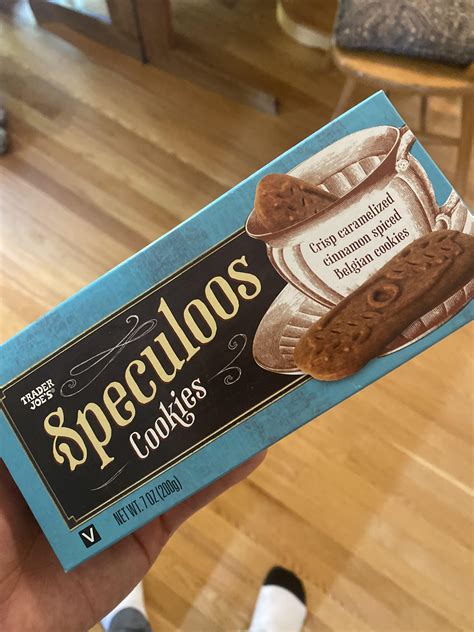 TRADER
JOE'S®
Speculoos
Cookies
Crisp caramelized
cinnamon spiced
Belgian cookies
V
NET WT. 7 OZ (200g)